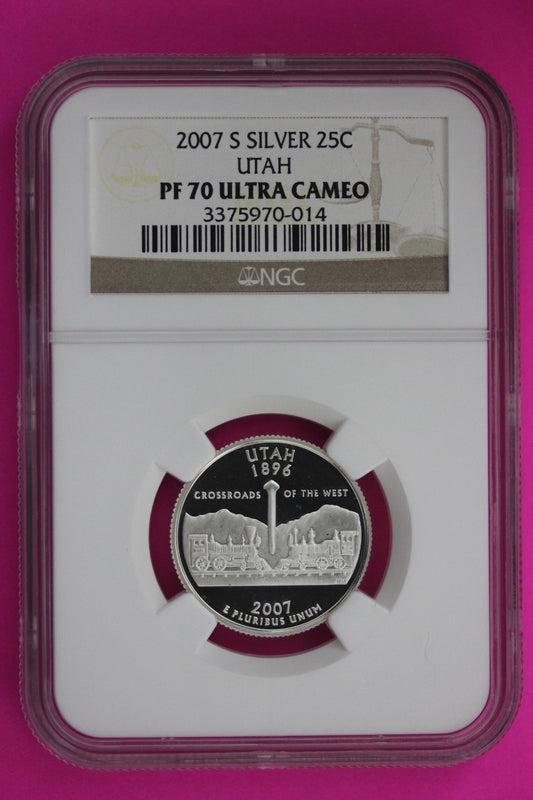 2007 S SILVER 25C
UTAH
PF 70 ULTRA CAMEO
3375970-014
NGC
UTAH
1896
CROSSROADS OF THE WEST
2007
E PLURIBUS UNUM